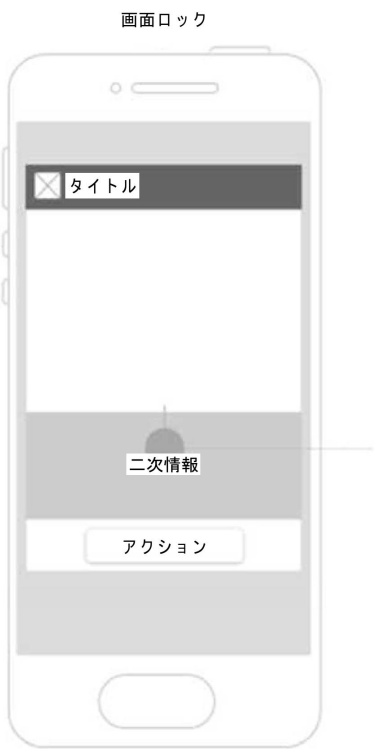 画面ロック
タイトル
二次情報
アクション